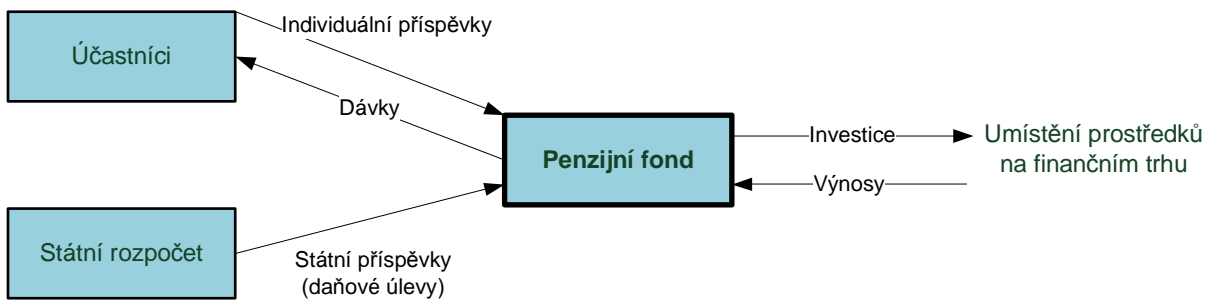 Individuální příspěvky
Účastníci
Dávky
Penzijní fond
Investice
Výnosy
Umístění prostředků
na finančním trhu
Státní rozpočet
Státní příspěvky
(daňové úlevy)